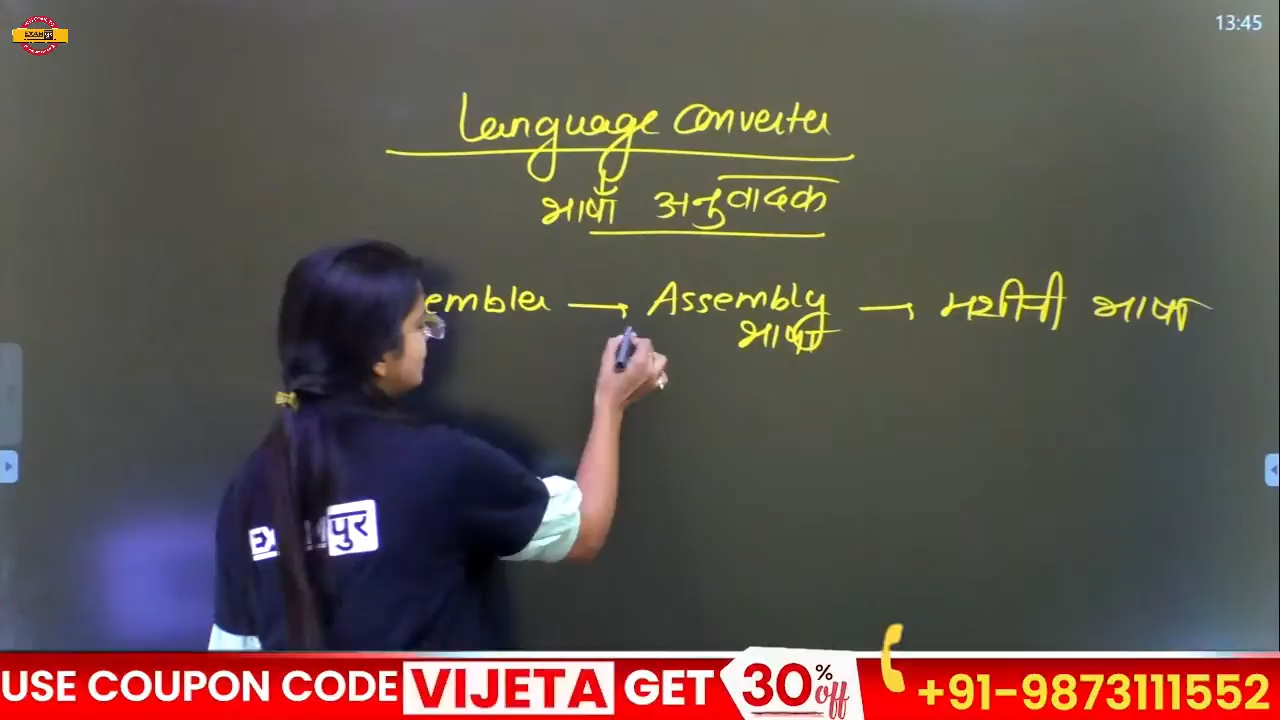 13:45
Language Converter
भाषा अनुवादक
embler → Assembly → मशीनी भाषा
भाषा
पुर
USE COUPON CODE VIJETA GET 30% off +91-9873111552